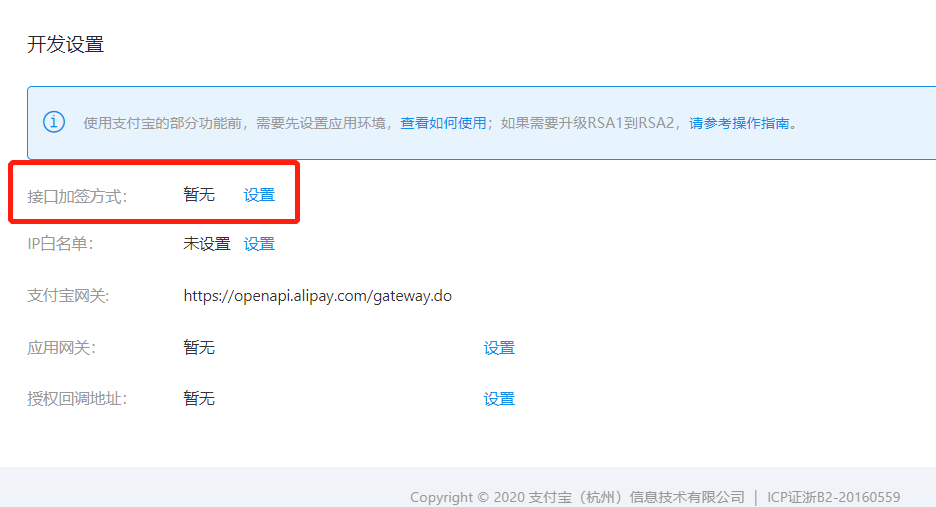 开发设置
使用支付宝的部分功能前，需要先设置应用环境，查看如何使用；如果需要升级RSA1到RSA2，请参考操作指南。
接口加签方式： 暂无 设置
IP白名单： 未设置 设置
支付宝网关： https://openapi.alipay.com/gateway.do
应用网关： 暂无 设置
授权回调地址： 暂无 设置
Copyright © 2020 支付宝（杭州）信息技术有限公司 | ICP证浙B2-20160559